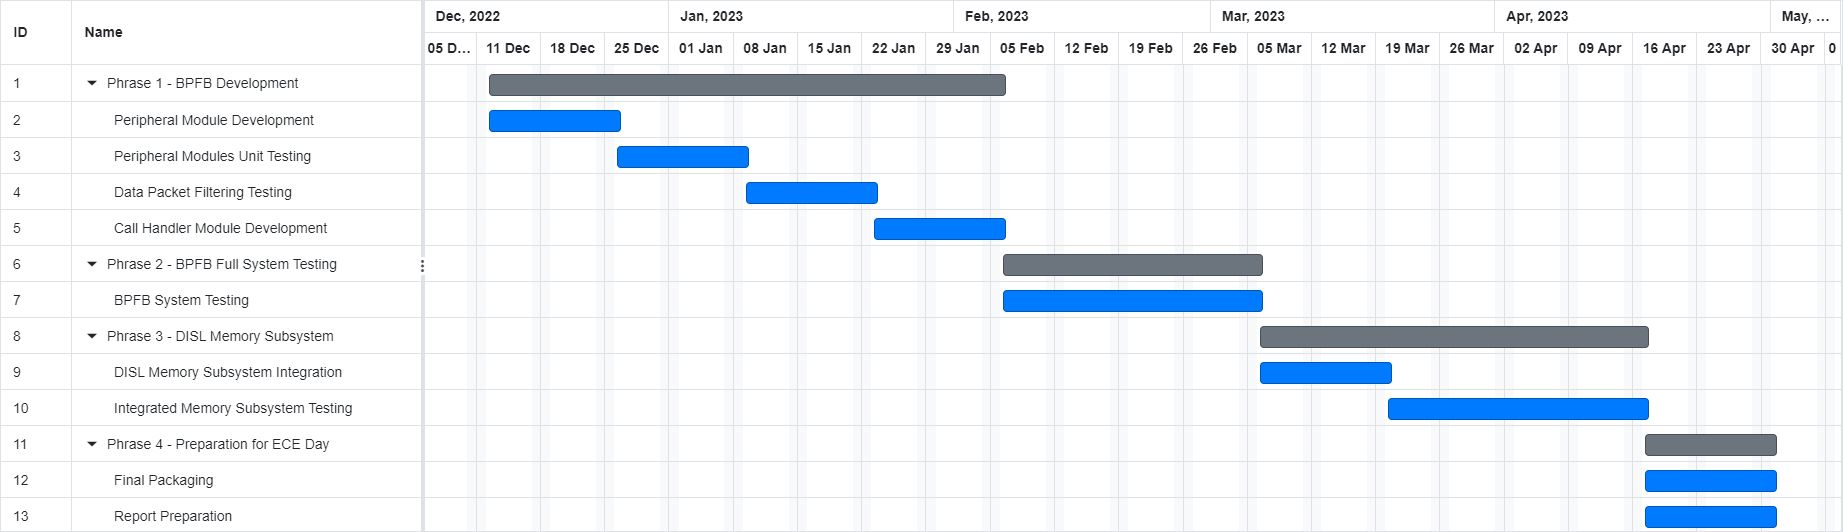 ID Name Dec, 2022 Jan, 2023 Feb, 2023 Mar, 2023 Apr, 2023 May, ...
05 D... 11 Dec 18 Dec 25 Dec 01 Jan 08 Jan 15 Jan 22 Jan 29 Jan 05 Feb 12 Feb 19 Feb 26 Feb 05 Mar 12 Mar 19 Mar 26 Mar 02 Apr 09 Apr 16 Apr 23 Apr 30 Apr 0
1 Phrase 1 - BPFB Development
2 Peripheral Module Development
3 Peripheral Modules Unit Testing
4 Data Packet Filtering Testing
5 Call Handler Module Development
6 Phrase 2 - BPFB Full System Testing
7 BPFB System Testing
8 Phrase 3 - DISL Memory Subsystem
9 DISL Memory Subsystem Integration
10 Integrated Memory Subsystem Testing
11 Phrase 4 - Preparation for ECE Day
12 Final Packaging
13 Report Preparation